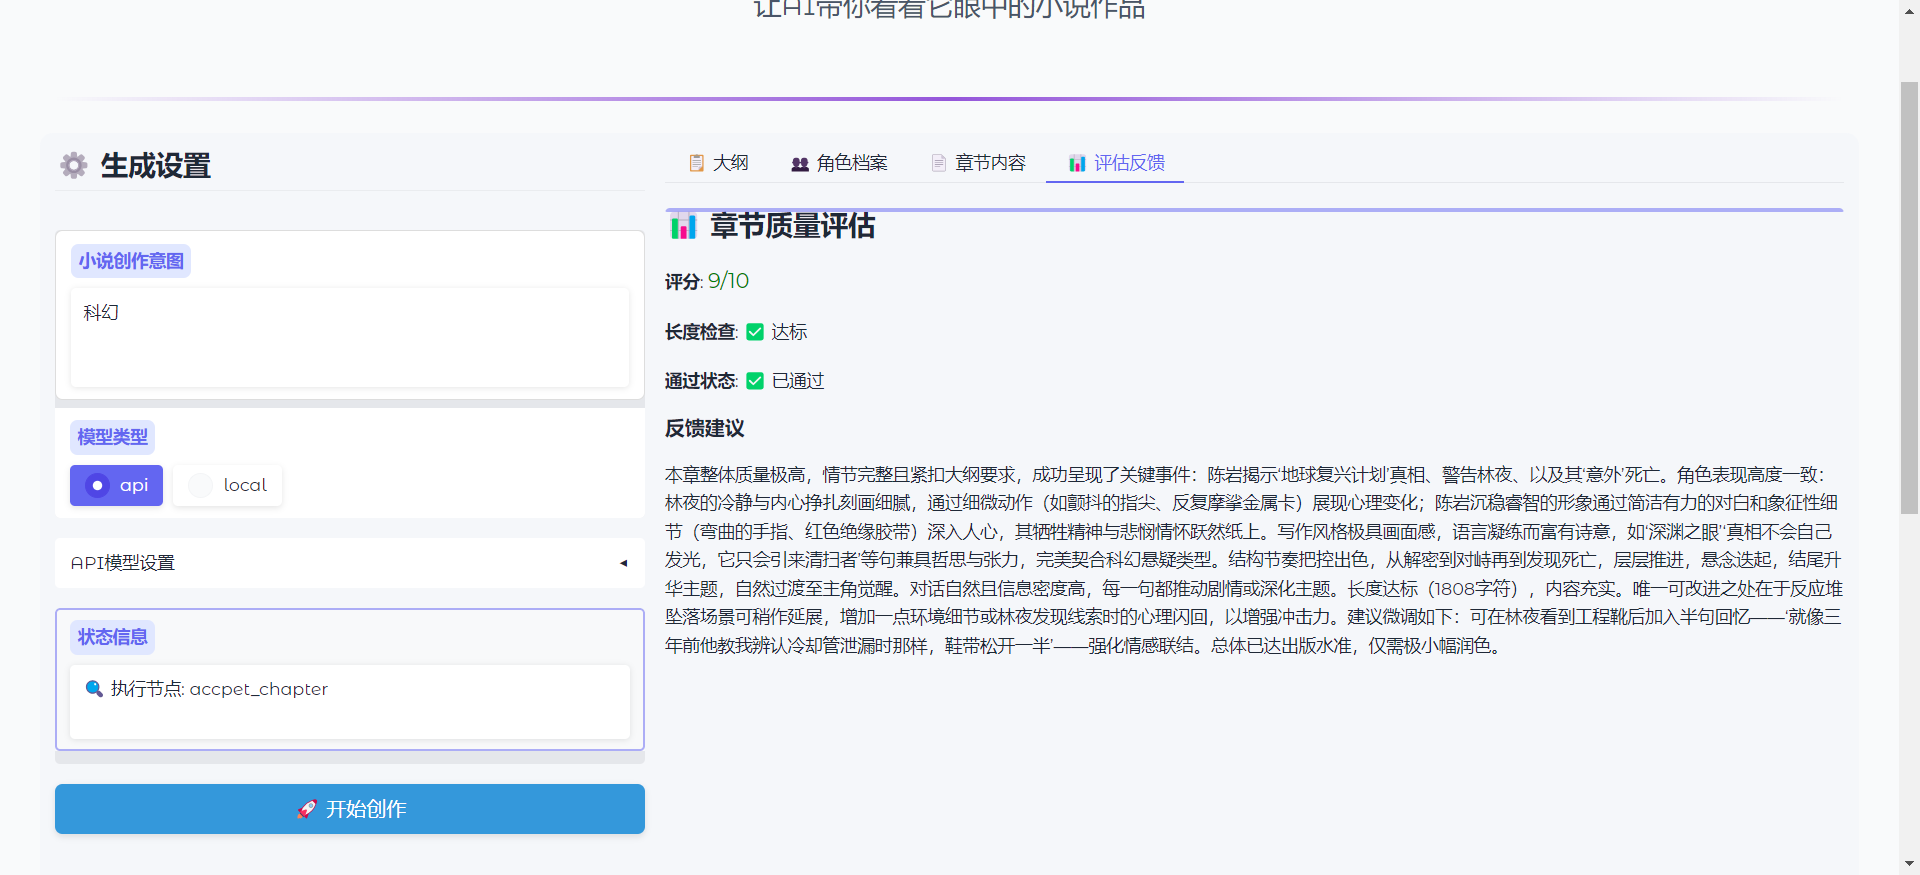 让AI带你看看它眼中的小说作品
生成设置
小说创作意图
科幻
模型类型
api
local
API模型设置
状态信息
执行节点: accpet_chapter
开始创作
大纲
角色档案
章节内容
评估反馈
章节质量评估
评分: 9/10
长度检查: 达标
通过状态: 已通过
反馈建议
本章整体质量极高，情节完整且紧扣大纲要求，成功呈现了关键事件：陈岩揭示‘地球复兴计划’真相、警告林夜、以及其‘意外’死亡。角色表现高度一致：
林夜的冷静与内心挣扎刻画细腻，通过细微动作（如颤抖的指尖、反复摩挲金属卡）展现心理变化；陈岩沉稳睿智的形象通过简洁有力的对白和象征性细
节（弯曲的手指、红色绝缘胶带）深入人心，其牺牲精神与悲悯情怀跃然纸上。写作风格极具画面感，语言凝练而富有诗意，如‘深渊之眼’‘真相不会自己
发光，它只会引来清扫者’等句兼具哲思与张力，完美契合科幻悬疑类型。结构节奏把控出色，从解密到对峙再到发现死亡，层层推进，悬念迭起，结尾升
华主题，自然过渡至主角觉醒。对话自然且信息密度高，每一句都推动剧情或深化主题。长度达标（1808字符），内容充实。唯一可改进之处在于反应堆
坠落场景可稍作延展，增加一点环境细节或林夜发现线索时的心理闪回，以增强冲击力。建议微调如下：可在林夜看到工程靴后加入半句回忆——‘就像三
年前他教我辨认冷却管泄漏时那样，鞋带松开一半’——强化情感联结。总体已达出版水准，仅需极小幅润色。